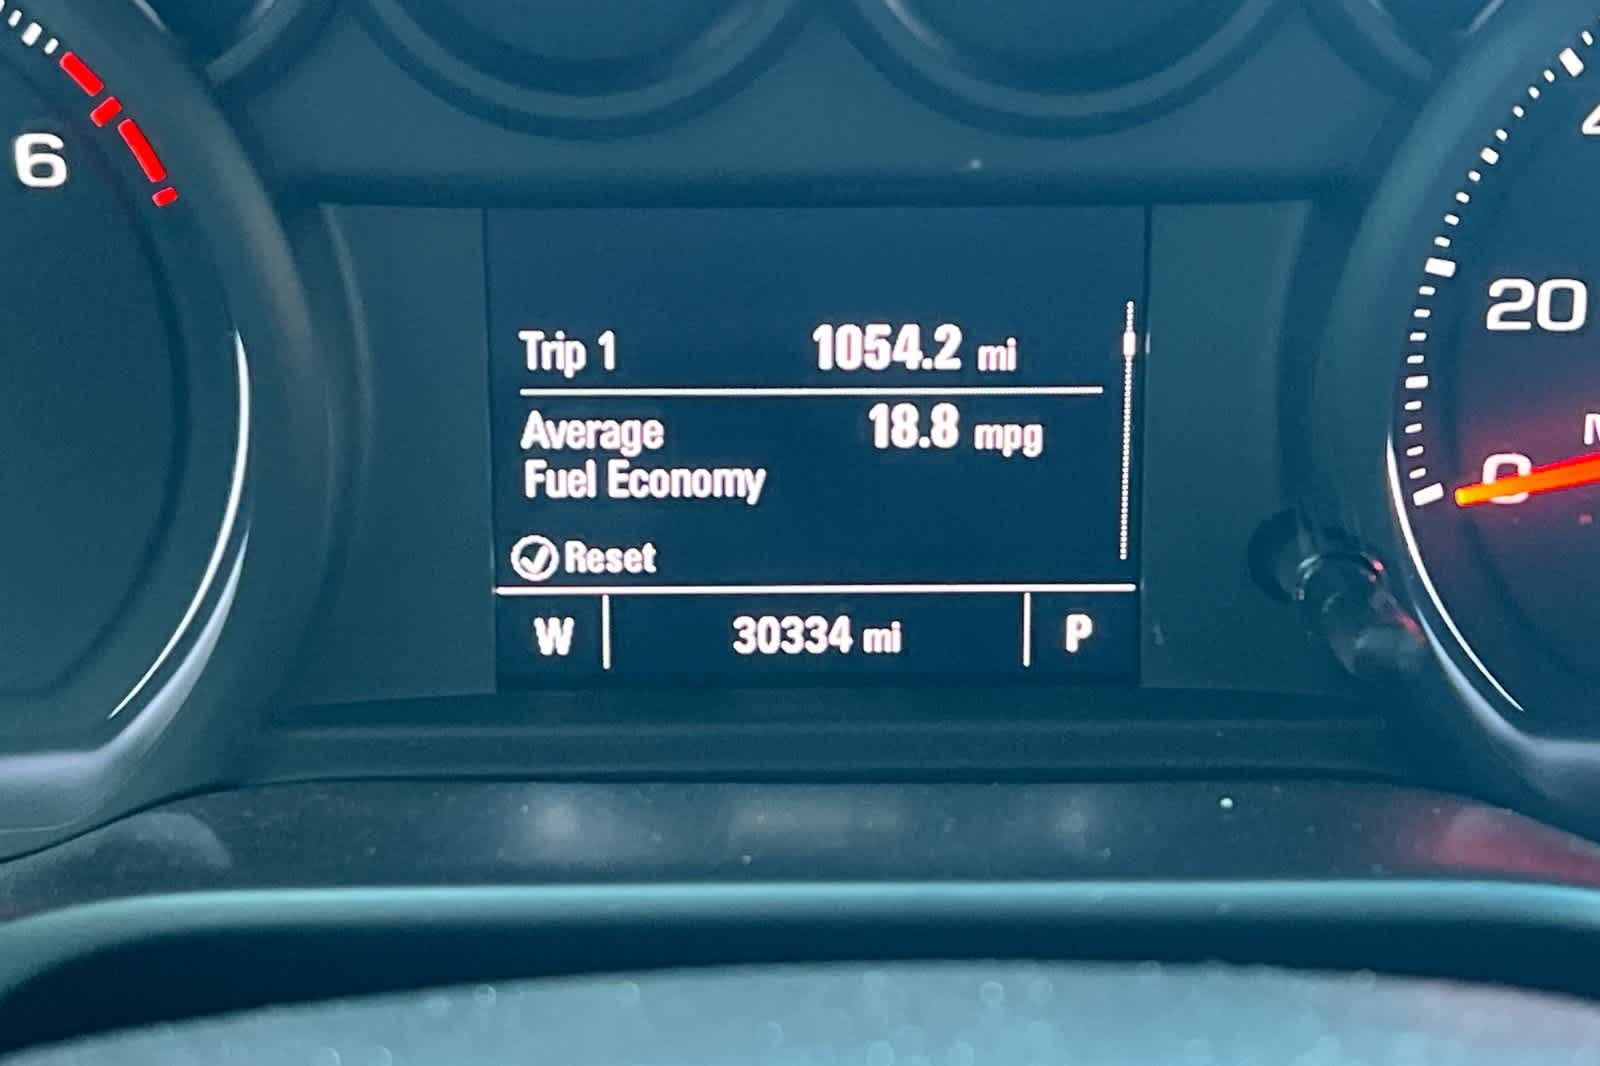 6
Trip 1 1054.2 mi
Average 18.8 mpg
Fuel Economy
Reset
W 30334 mi P
20
0